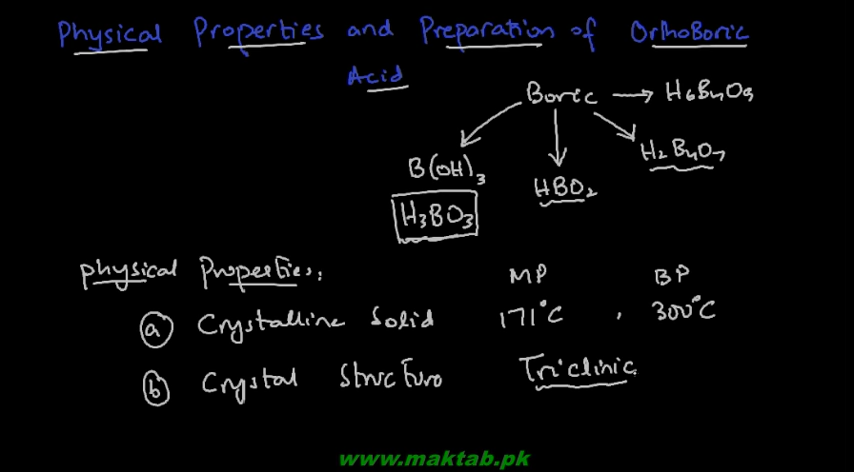 Physical Properties and Preparation of OrthoBoric
Acid
Boric → H6B4O9
B(OH)3 HBO2 H2B4O7
H3BO3
Physical Properties: MP BP
a Crystalline Solid 171°C , 300°C
b Crystal Structure Triclinic
www.maktab.pk